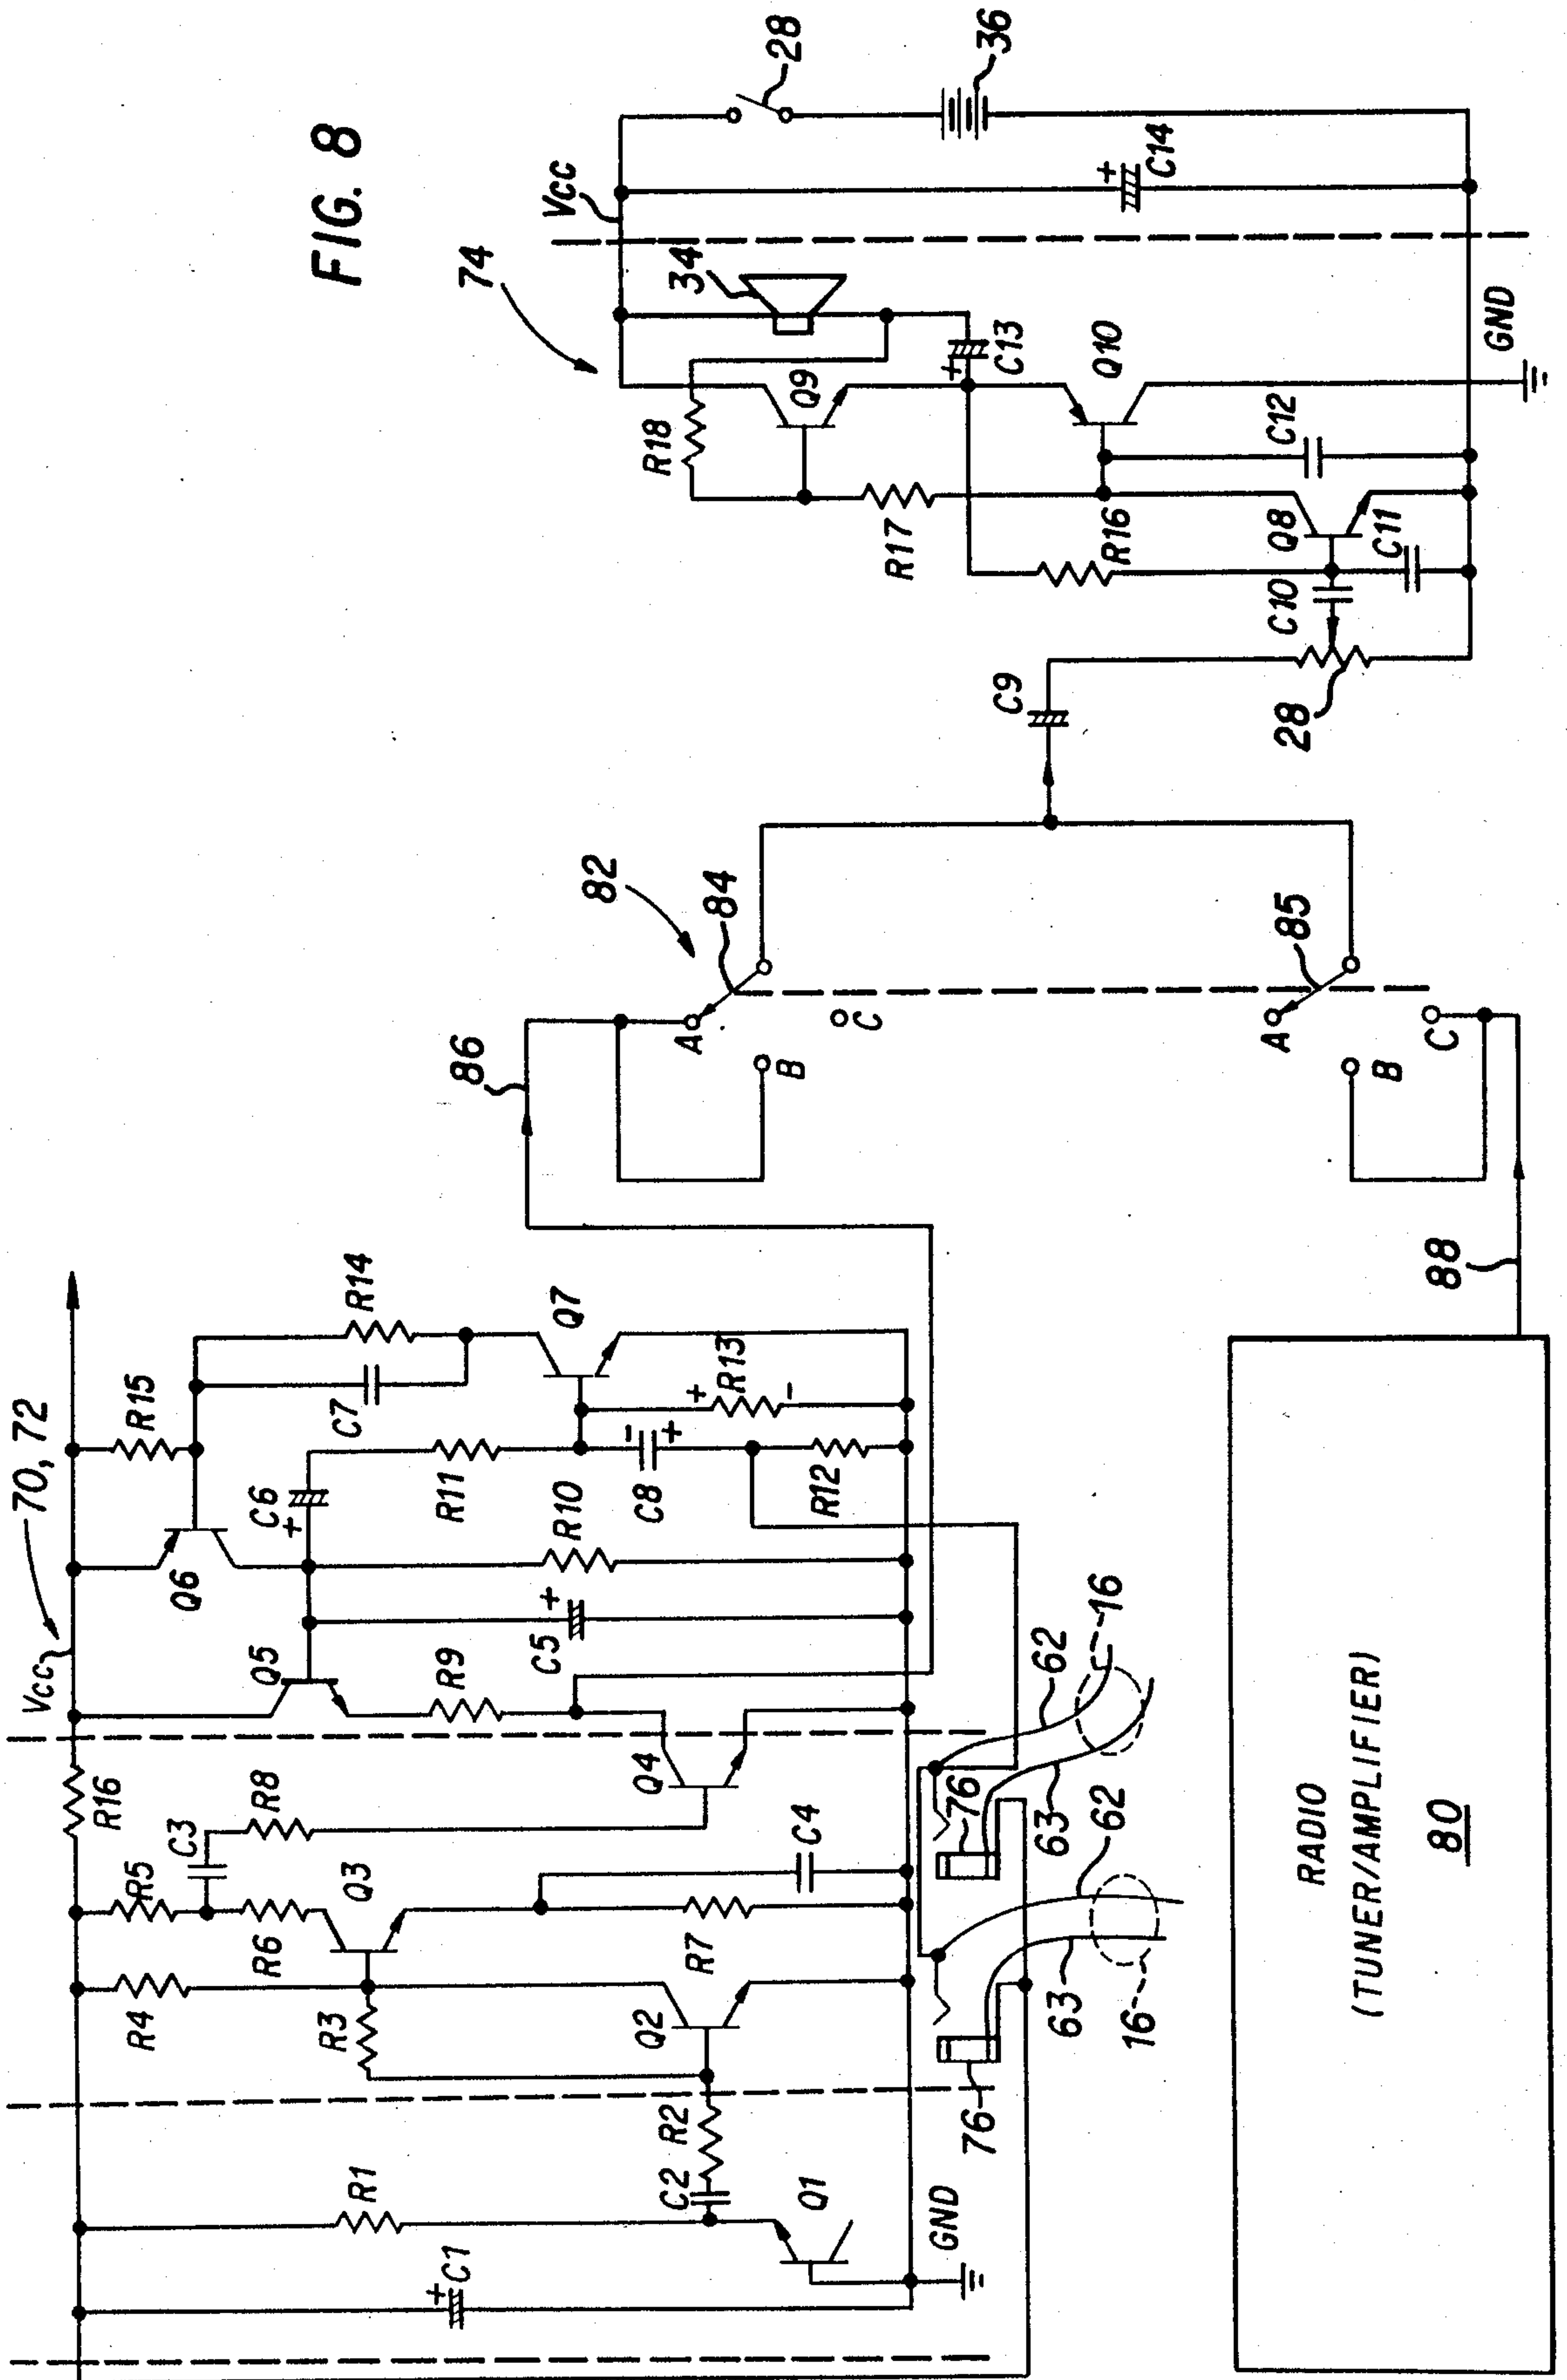 FIG. 8
70, 72
Vcc
R16
R15
R5
C3
R8
R14
R4
R6
Q3
Q5
Q6
C6
C7
Q7
R1
R3
R9
R11
R10
C5
+
+
C8
-
+
R13
+
-
R12
C1
+
C2
R2
Q2
R7
Q4
C4
Q1
GND
76
76
62
62
63
63
16
16
86
82
84
A
B
C
85
A
B
C
88
RADIO
(TUNER/AMPLIFIER)
80
74
Vcc
28
34
R18
Q9
+
C13
R17
Q10
C14
+
36
R16
C12
C9
C10
Q8
C11
28
GND